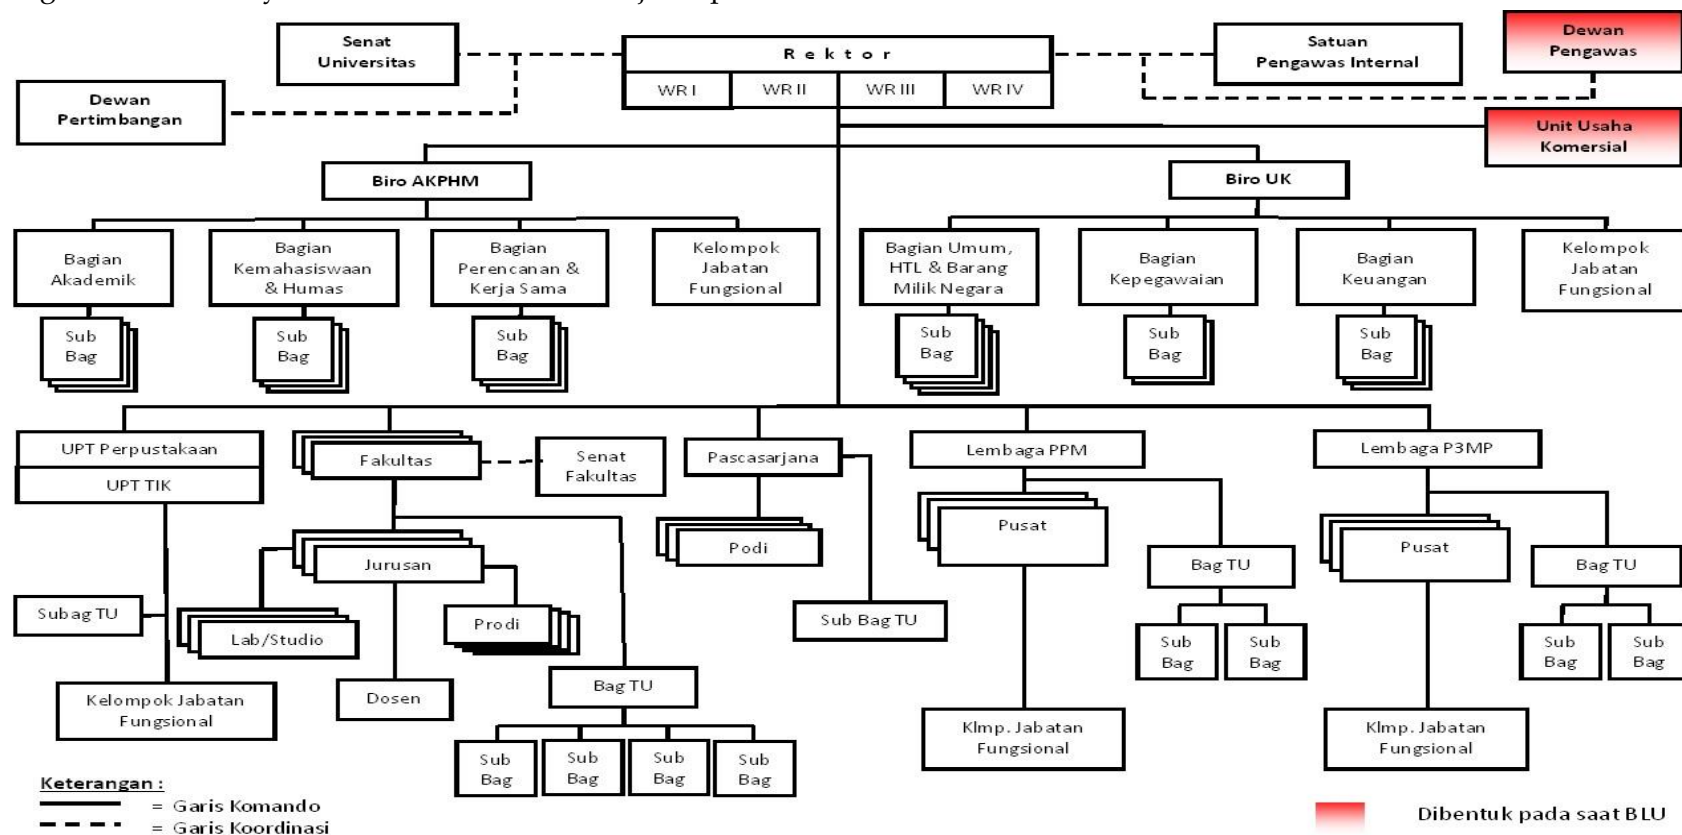 Senat
Universitas
R e k t o r
WR I
WR II
WR III
WR IV
Satuan
Pengawas Internal
Dewan
Pengawas
Dewan
Pertimbangan
Unit Usaha
Komersial
Biro AKPHM
Biro UK
Bagian
Akademik
Bagian
Kemahasiswaan
& Humas
Bagian
Perencanan &
Kerja Sama
Kelompok
Jabatan
Fungsional
Bagian Umum,
HTL & Barang
Milik Negara
Bagian
Kepegawaian
Bagian
Keuangan
Kelompok
Jabatan
Fungsional
Sub
Bag
Sub
Bag
Sub
Bag
Sub
Bag
Sub
Bag
Sub
Bag
UPT Perpustakaan
UPT TIK
Fakultas
Senat
Fakultas
Pascasarjana
Lembaga PPM
Lembaga P3MP
Pusat
Pusat
Podi
Jurusan
Bag TU
Bag TU
Subag TU
Lab/Studio
Prodi
Sub Bag TU
Sub
Bag
Sub
Bag
Sub
Bag
Sub
Bag
Kelompok Jabatan
Fungsional
Dosen
Bag TU
Klmp. Jabatan
Fungsional
Klmp. Jabatan
Fungsional
Sub
Bag
Sub
Bag
Sub
Bag
Sub
Bag
Keterangan :
= Garis Komando
= Garis Koordinasi
Dibentuk pada saat BLU